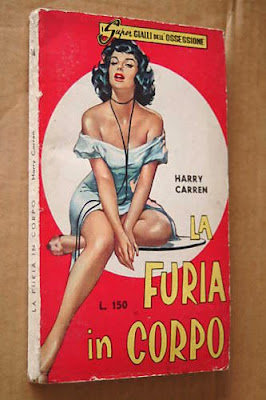 I Super GIALLI DELL'OSSESSIONE
HARRY
CARREN
LA
FURIA
in CORPO
L. 150
LA FURIA IN CORPO Harry Carren